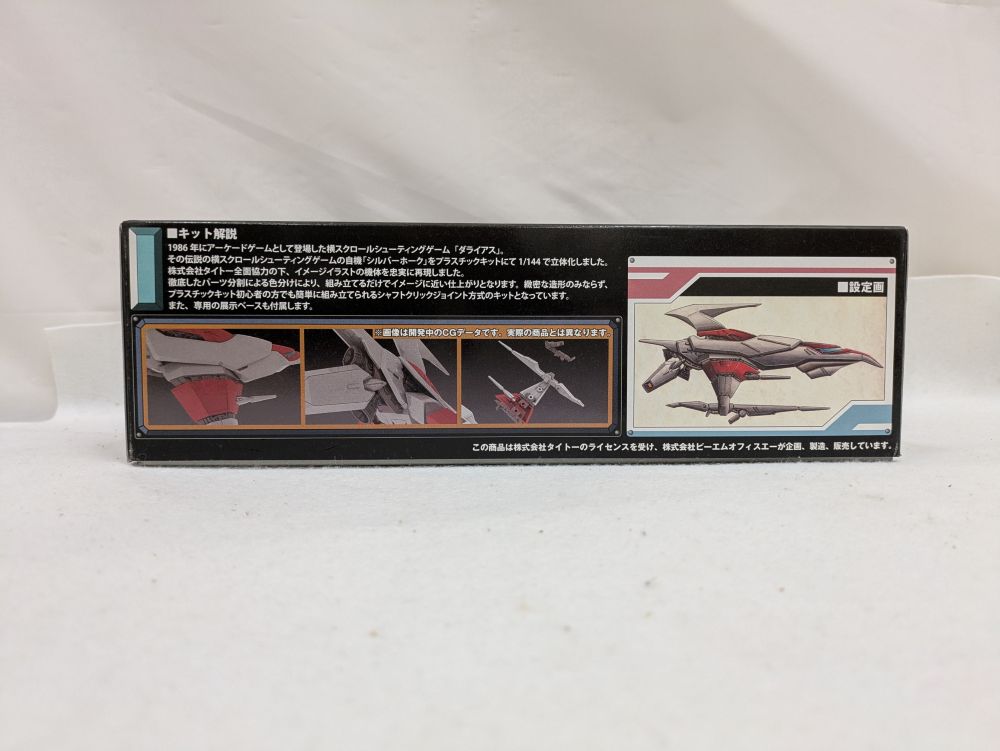 ■キット解説
1986年にアーケードゲームとして登場した横スクロールシューティングゲーム「ダライアス」。
その伝説の横スクロールシューティングゲームの自機「シルバーホーク」をプラスチックキットにて1/144で立体化しました。
株式会社タイトー全面協力の下、イメージイラストの機体を忠実に再現しました。
徹底したパーツ分割による色分けにより、組み立てるだけでイメージに近い仕上がりとなります。緻密な造形のみならず、
プラスチックキット初心者の方でも簡単に組み立てられるシャフトクリックジョイント方式のキットとなっています。
また、専用の展示ベースも付属します。
※画像は開発中のCGデータです。実際の商品とは異なります。
■設定画
この商品は株式会社タイトーのライセンスを受け、株式会社ピーエムオフィスエーが企画、製造、販売しています。